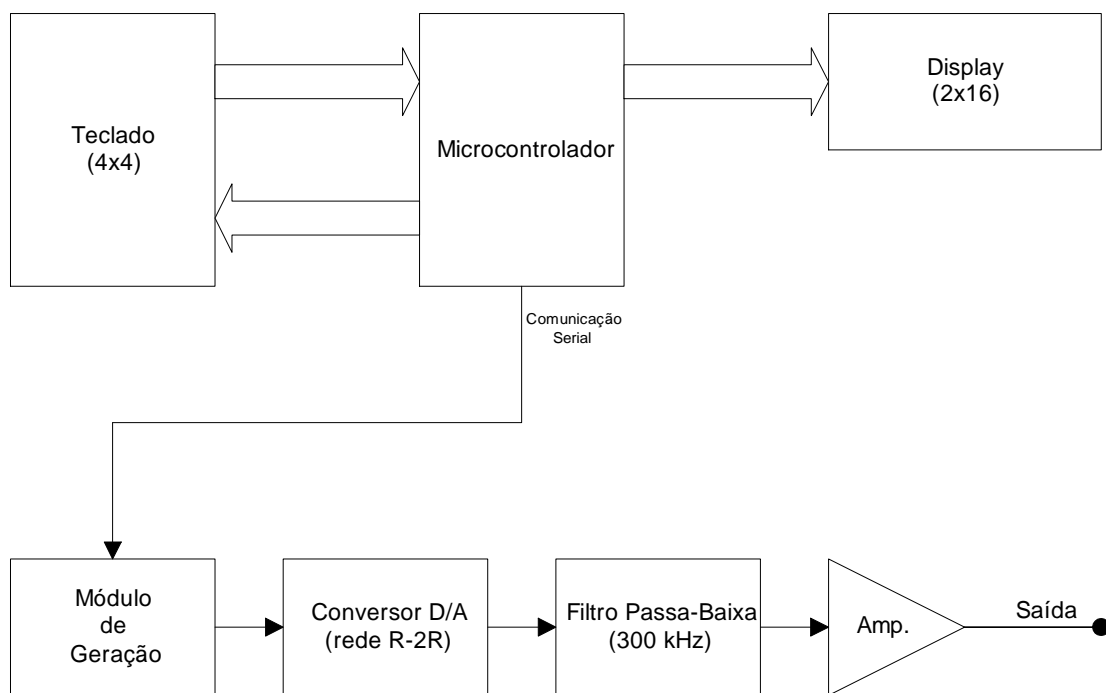 Teclado
(4x4)
Microcontrolador
Display
(2x16)
Comunicação
Serial
Módulo
de
Geração
Conversor D/A
(rede R-2R)
Filtro Passa-Baixa
(300 kHz)
Amp.
Saída